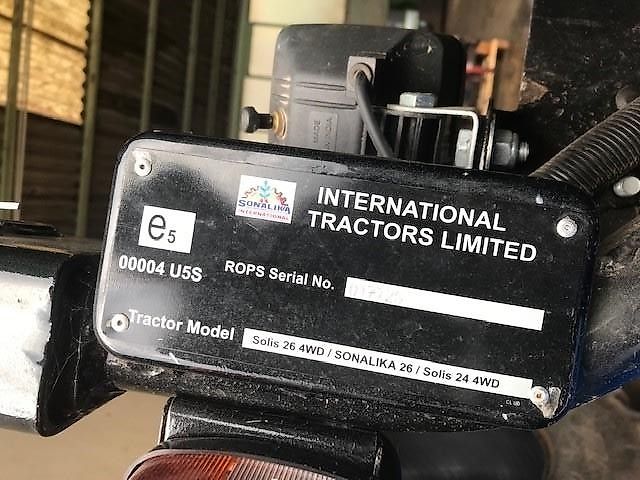 MADE
SONALIKA
INTERNATIONAL
INTERNATIONAL
TRACTORS LIMITED
e5
00004 U5S
ROPS Serial No.
Tractor Model
Solis 26 4WD / SONALIKA 26 / Solis 24 4WD